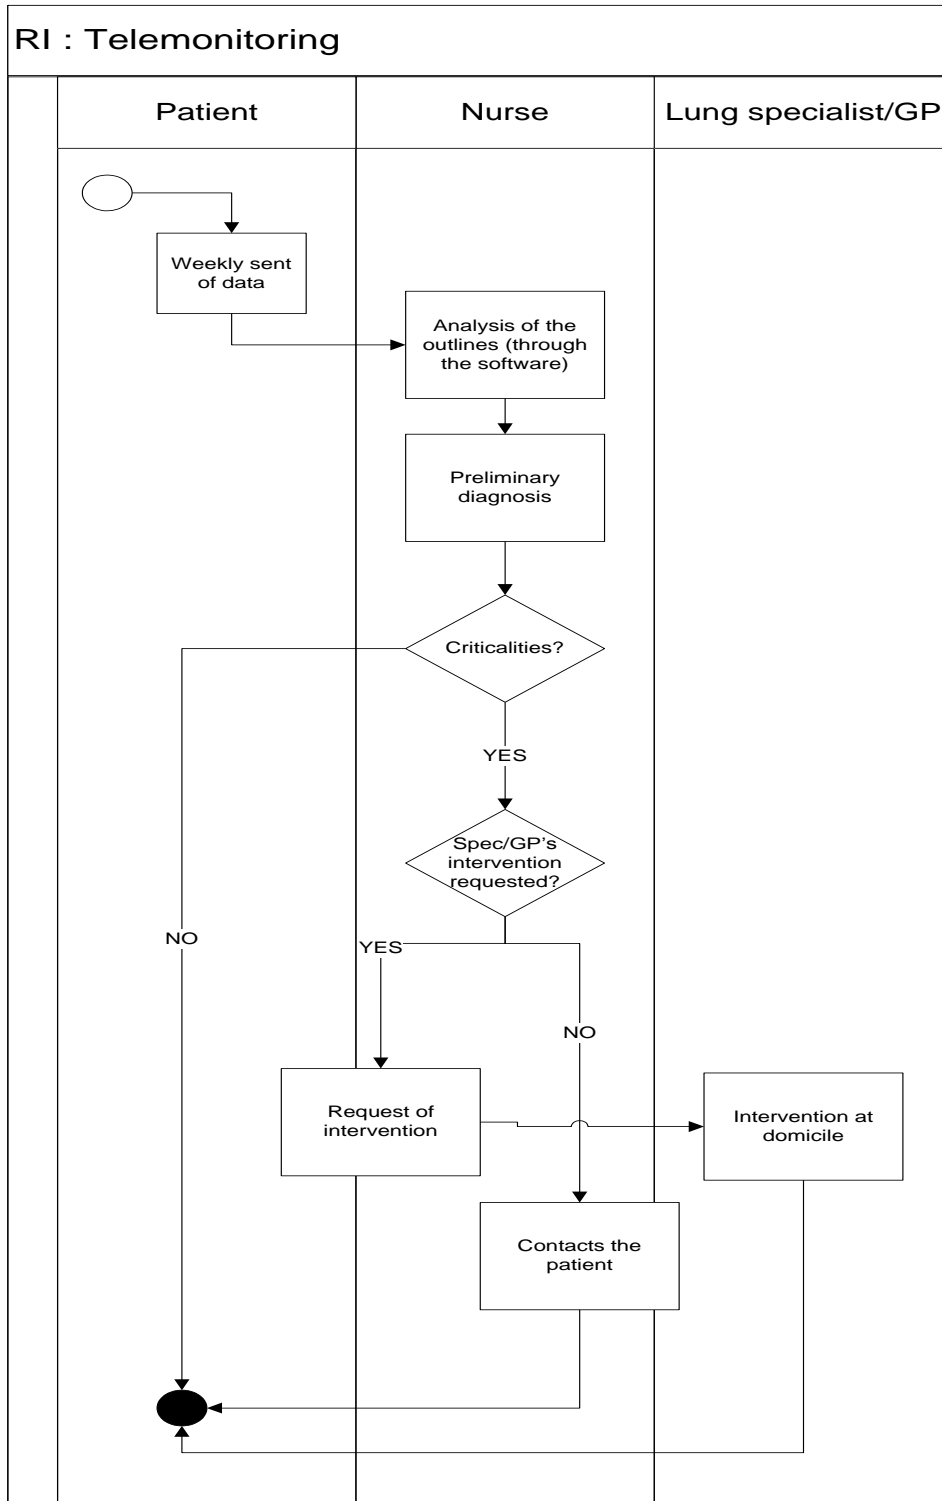 RI : Telemonitoring
Patient
Nurse
Lung specialist/GP
Weekly sent
of data
Analysis of the
outlines (through
the software)
Preliminary
diagnosis
Criticalities?
YES
Spec/GP's
intervention
requested?
NO
YES
NO
Request of
intervention
Intervention at
domicile
Contacts the
patient